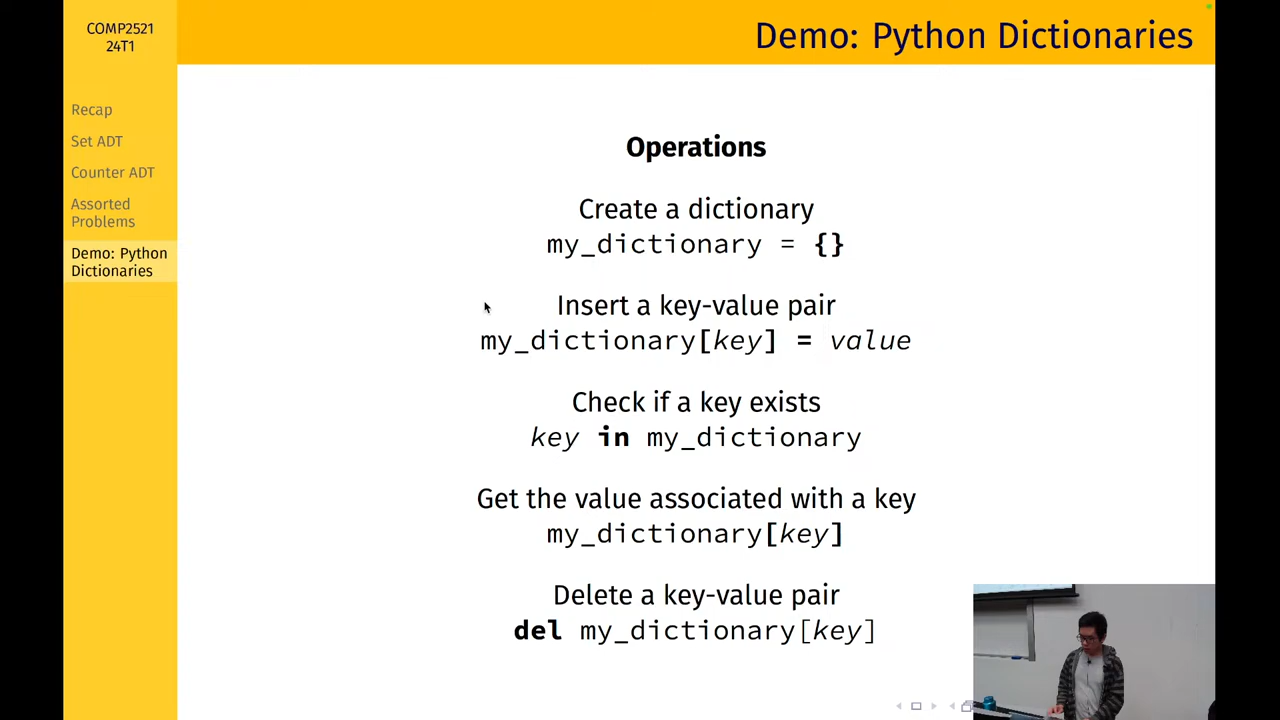 COMP2521
24T1
Demo: Python Dictionaries
Recap
Set ADT
Counter ADT
Assorted
Problems
Demo: Python
Dictionaries
Operations
Create a dictionary
my_dictionary = {}
Insert a key-value pair
my_dictionary[key] = value
Check if a key exists
key in my_dictionary
Get the value associated with a key
my_dictionary[key]
Delete a key-value pair
del my_dictionary[key]